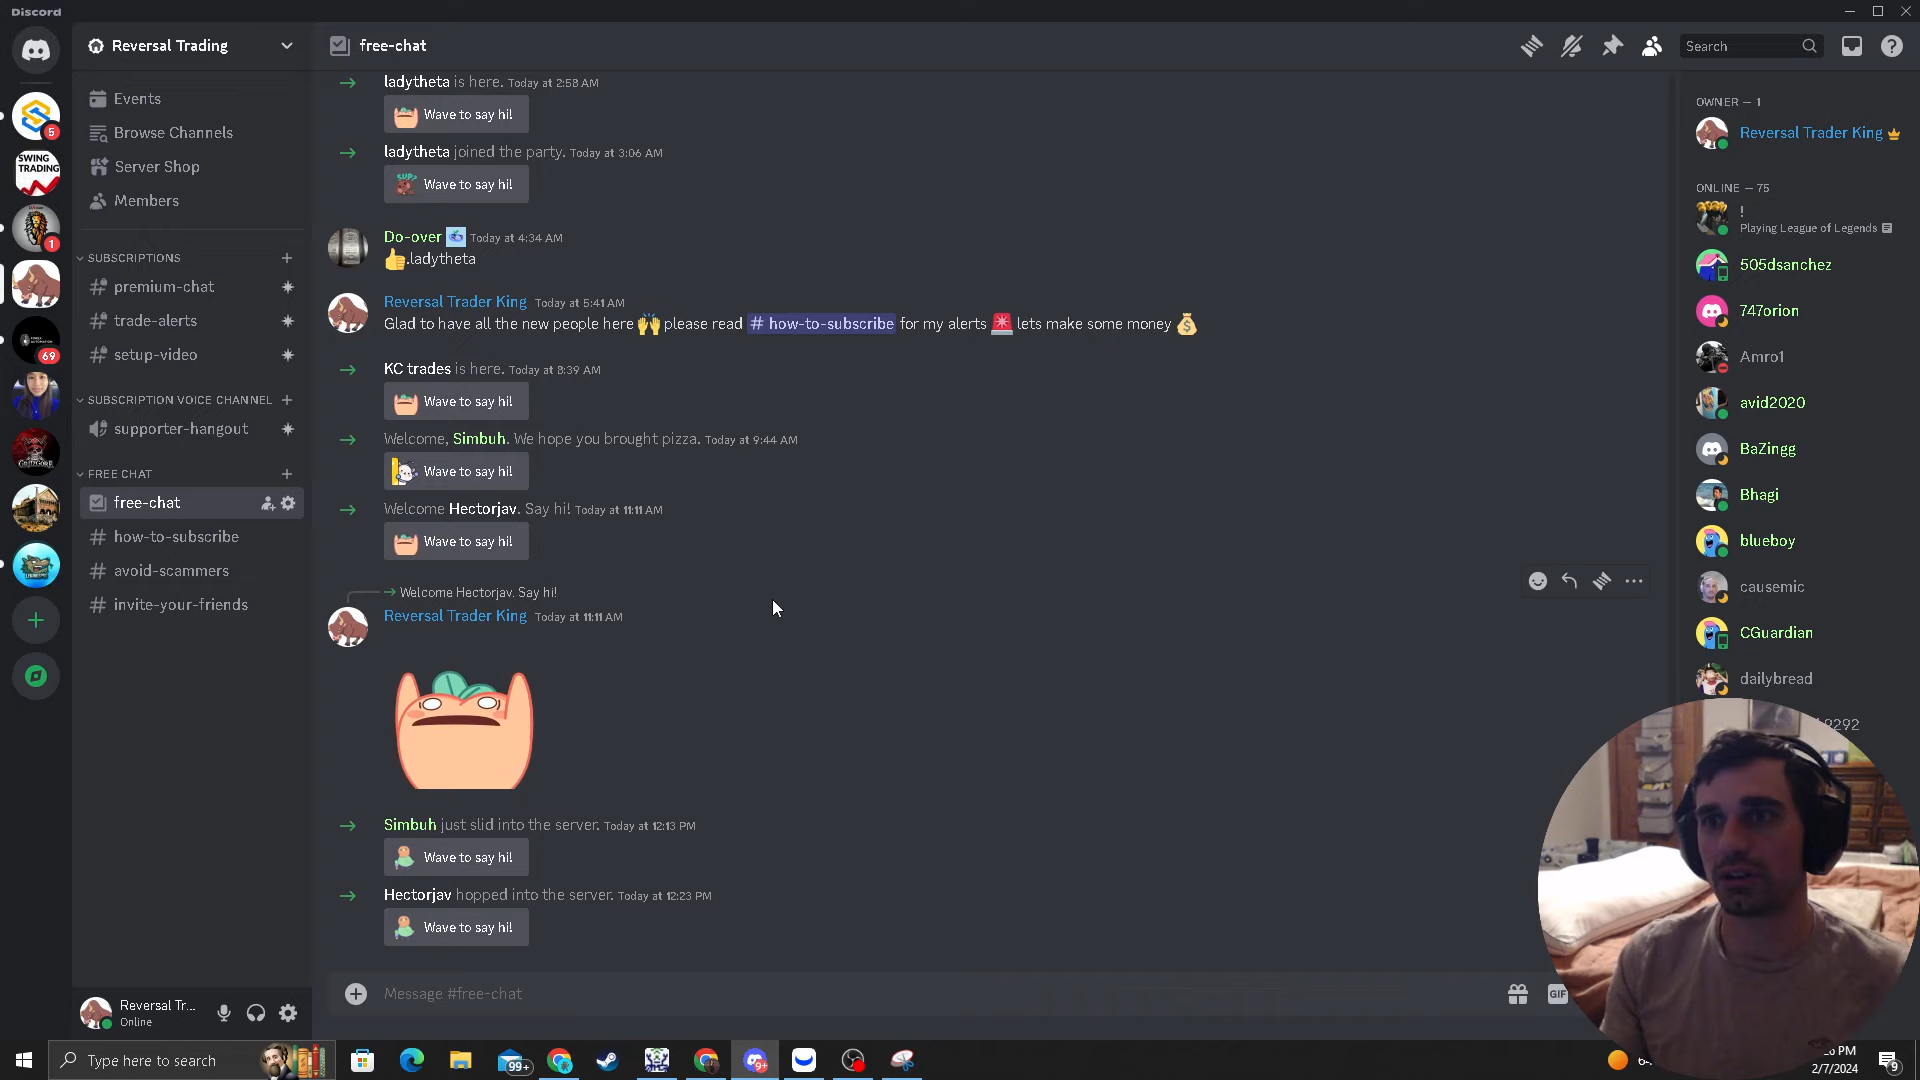 Discord
Reversal Trading
free-chat
Search
Events
Browse Channels
Server Shop
Members
SUBSCRIPTIONS
premium-chat
trade-alerts
setup-video
SUBSCRIPTION VOICE CHANNEL
supporter-hangout
FREE CHAT
free-chat
how-to-subscribe
avoid-scammers
invite-your-friends
5
SWING
TRADING
1
69
Reversal Tr...
Online
ladytheta is here. Today at 2:58 AM
Wave to say hi!
ladytheta joined the party. Today at 3:06 AM
SUP?
Wave to say hi!
Do-over Today at 4:34 AM
👍.ladytheta
Reversal Trader King Today at 5:41 AM
Glad to have all the new people here 🙌 please read # how-to-subscribe for my alerts 🚨 lets make some money 💰
KC trades is here. Today at 8:39 AM
Wave to say hi!
Welcome, Simbuh. We hope you brought pizza. Today at 9:44 AM
Wave to say hi!
Welcome Hectorjav. Say hi! Today at 11:11 AM
Wave to say hi!
Welcome Hectorjav. Say hi!
Reversal Trader King Today at 11:11 AM
Simbuh just slid into the server. Today at 12:13 PM
Wave to say hi!
Hectorjav hopped into the server. Today at 12:23 PM
Wave to say hi!
Message #free-chat
GIF
OWNER — 1
Reversal Trader King
ONLINE — 75
!
Playing League of Legends
505dsanchez
747orion
Amro1
avid2020
BaZingg
Bhagi
blueboy
causemic
CGuardian
dailybread
9292
Type here to search
99+
9+
PM
2/7/2024
9